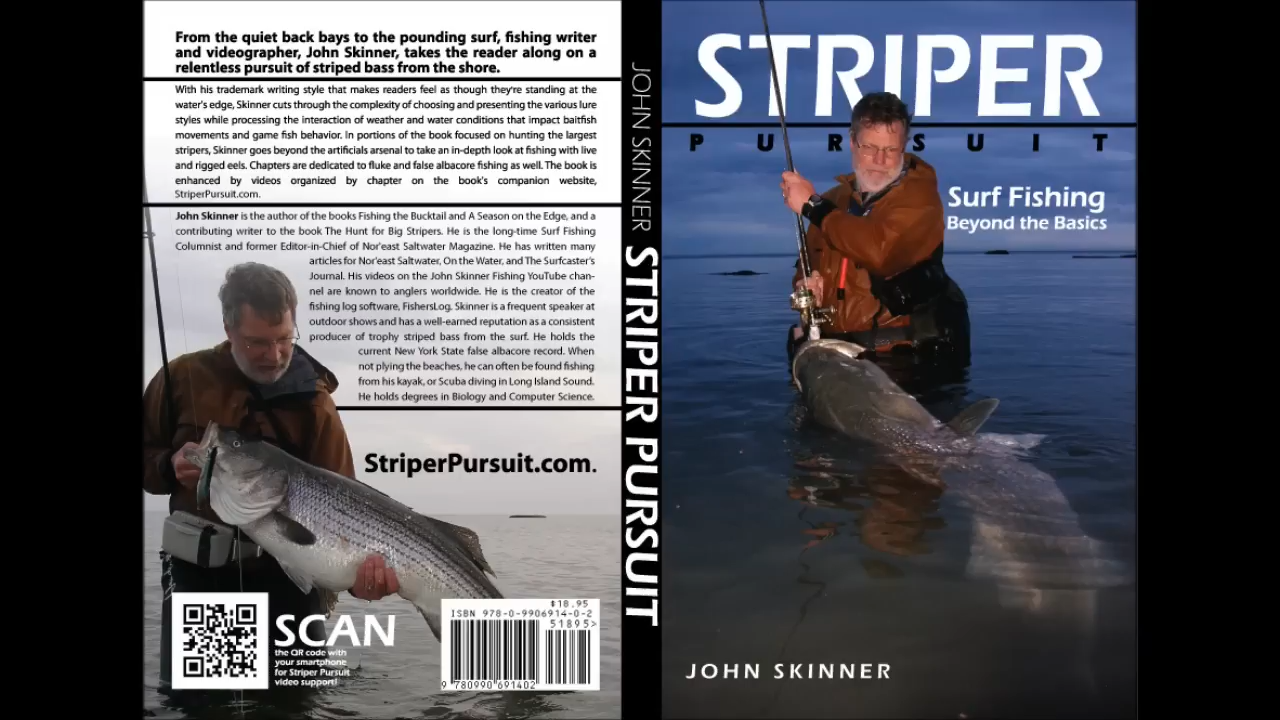 From the quiet back bays to the pounding surf, fishing writer
and videographer, John Skinner, takes the reader along on a
relentless pursuit of striped bass from the shore.
With his trademark writing style that makes readers feel as though they're standing at the
water's edge, Skinner cuts through the complexity of choosing and presenting the various lure
styles while processing the interaction of weather and water conditions that impact baitfish
movements and game fish behavior. In portions of the book focused on hunting the largest
stripers, Skinner goes beyond the artificials arsenal to take an in-depth look at fishing with live
and rigged eels. Chapters are dedicated to fluke and false albacore fishing as well. The book is
enhanced by videos organized by chapter on the book's companion website,
StriperPursuit.com.
John Skinner is the author of the books Fishing the Bucktail and A Season on the Edge, and a
contributing writer to the book The Hunt for Big Stripers. He is the long-time Surf Fishing
Columnist and former Editor-in-Chief of Nor'east Saltwater Magazine. He has written many
articles for Nor'east Saltwater, On the Water, and The Surfcaster's
Journal. His videos on the John Skinner Fishing YouTube chan-
nel are known to anglers worldwide. He is the creator of the
fishing log software, FishersLog. Skinner is a frequent speaker at
outdoor shows and has a well-earned reputation as a consistent
producer of trophy striped bass from the surf. He holds the
current New York State false albacore record. When
not plying the beaches, he can often be found fishing
from his kayak, or Scuba diving in Long Island Sound.
He holds degrees in Biology and Computer Science.
StriperPursuit.com.
SCAN
the QR code with
your smartphone
for Striper Pursuit
video support!
$18.95
ISBN 978-0-9906914-0-2
51895>
9 780990 691402
JOHN SKINNER STRIPER PURSUIT
STRIPER
PURSUIT
Surf Fishing
Beyond the Basics
JOHN SKINNER